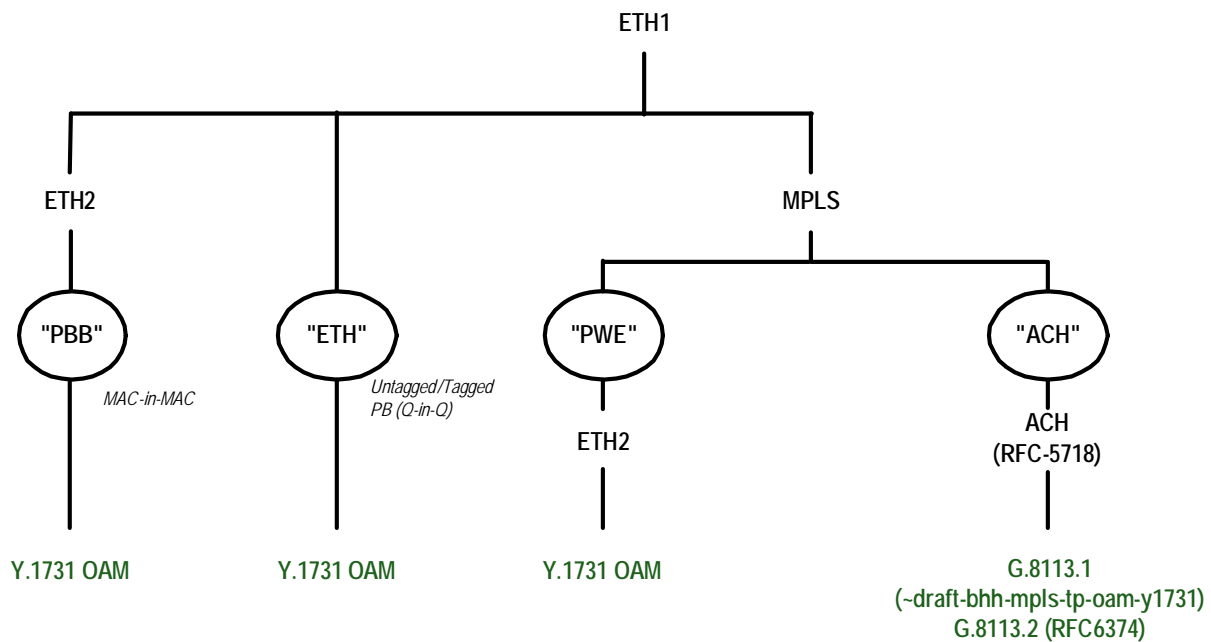 ETH1
ETH2
MPLS
"PBB"
"ETH"
"PWE"
"ACH"
MAC-in-MAC
Untagged/Tagged
PB (Q-in-Q)
ETH2
ACH
(RFC-5718)
Y.1731 OAM
Y.1731 OAM
Y.1731 OAM
G.8113.1
(~draft-bhh-mpls-tp-oam-y1731)
G.8113.2 (RFC6374)